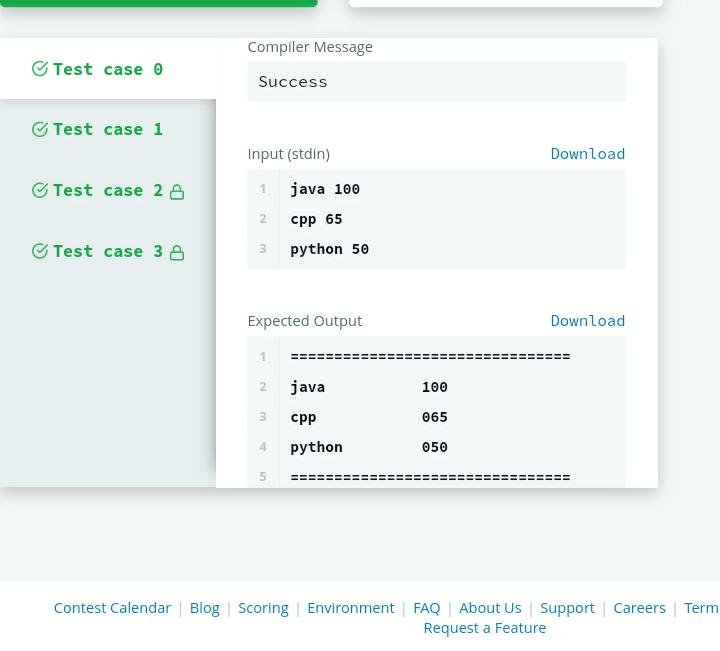 Test case 0
Test case 1
Test case 2
Test case 3
Compiler Message
Success
Input (stdin)
Download
1 java 100
2 cpp 65
3 python 50
Expected Output
Download
1 ================================
2 java           100
3 cpp            065
4 python         050
5 ================================
Contest Calendar | Blog | Scoring | Environment | FAQ | About Us | Support | Careers | Term
Request a Feature